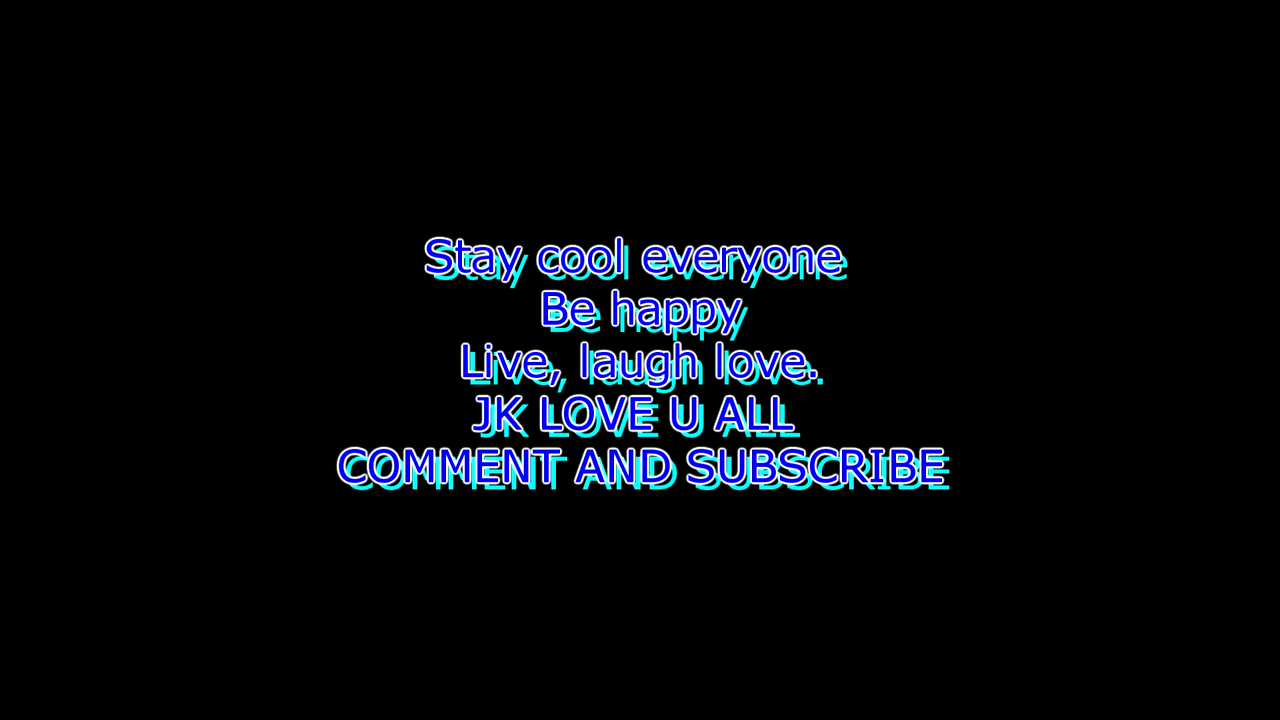 Stay cool everyone
Be happy
Live, laugh love.
JK LOVE U ALL
COMMENT AND SUBSCRIBE